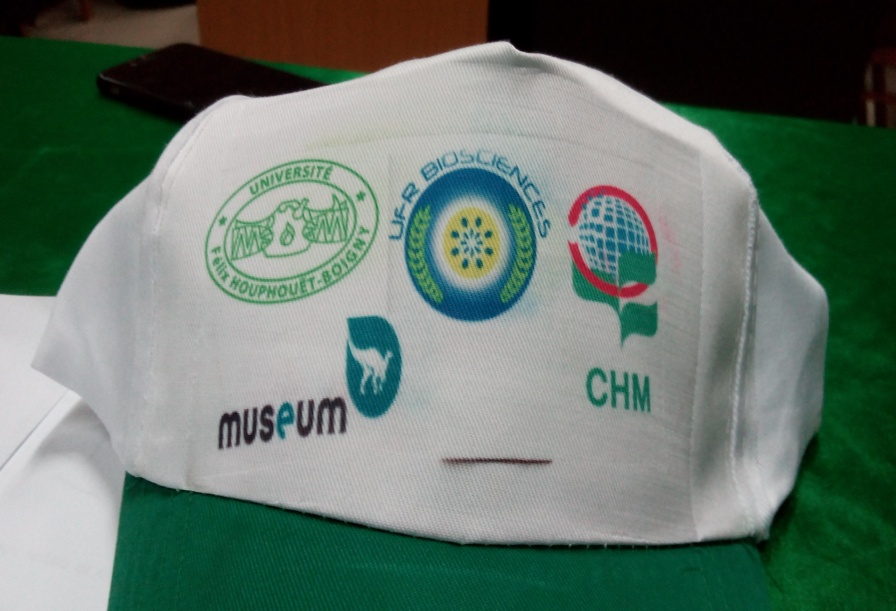 UNIVERSITÉ
Félix HOUPHOUËT-BOIGNY
UFR BIOSCIENCES
CHM
museum